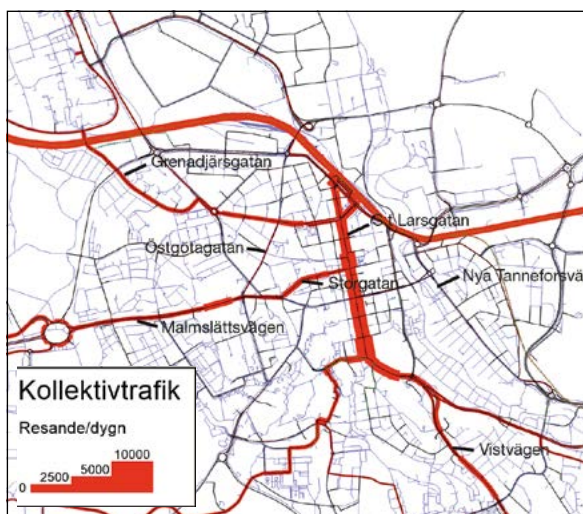 Grenadjärsgatan
S:t Larsgatan
Östgötagatan
Storgatan
Nya Tanneforsvä
Malmslättsvägen
Kollektivtrafik
Resande/dygn
10000
5000
2500
0
Vistvägen